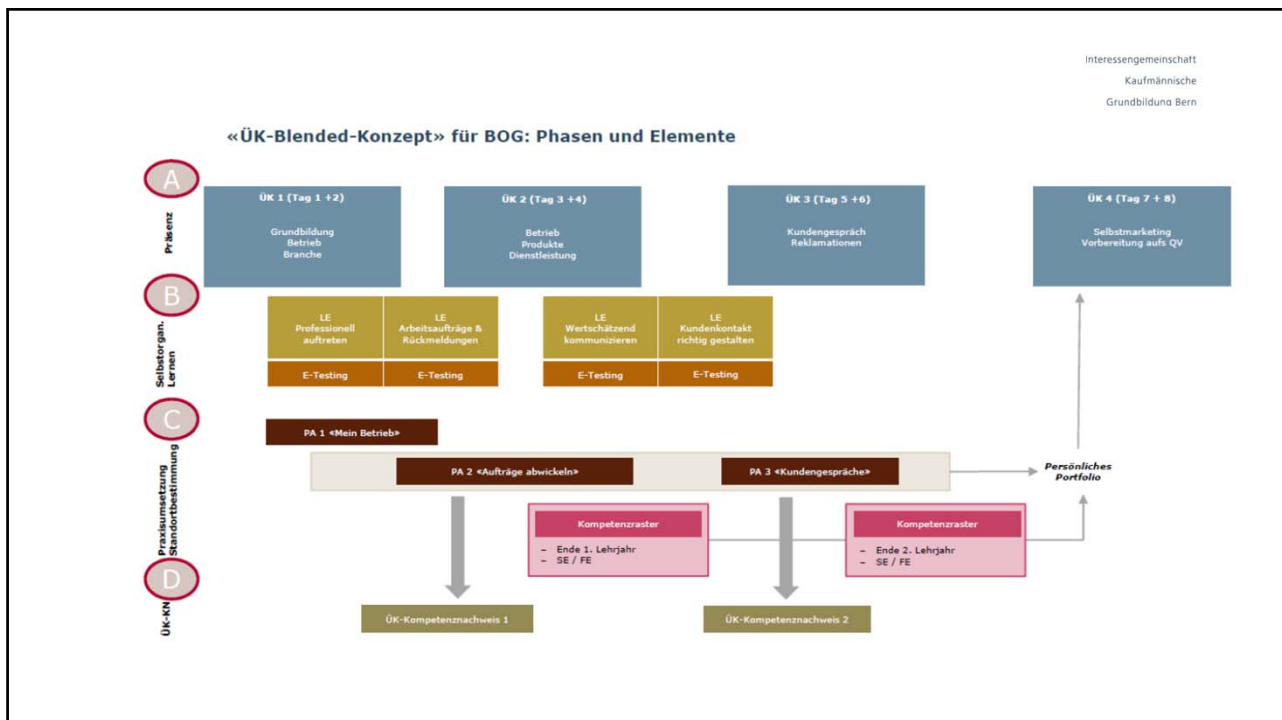 Interessengemeinschaft
Kaufmännische
Grundbildung Bern
«ÜK-Blended-Konzept» für BOG: Phasen und Elemente
A
Präsenz
ÜK 1 (Tag 1 +2)
Grundbildung
Betrieb
Branche
ÜK 2 (Tag 3 +4)
Betrieb
Produkte
Dienstleistung
ÜK 3 (Tag 5 +6)
Kundengespräch
Reklamationen
ÜK 4 (Tag 7 + 8)
Selbstmarketing
Vorbereitung aufs QV
B
Selbstorgan.
Lernen
LE
Professionell
auftreten
LE
Arbeitsaufträge &
Rückmeldungen
LE
Wertschätzend
kommunizieren
LE
Kundenkontakt
richtig gestalten
E-Testing
E-Testing
E-Testing
E-Testing
C
Praxisumsetzung
Standortbestimmung
PA 1 «Mein Betrieb»
PA 2 «Aufträge abwickeln»
PA 3 «Kundengespräche»
Persönliches
Portfolio
Kompetenzraster
– Ende 1. Lehrjahr
– SE / FE
Kompetenzraster
– Ende 2. Lehrjahr
– SE / FE
D
ÜK-KN
ÜK-Kompetenznachweis 1
ÜK-Kompetenznachweis 2